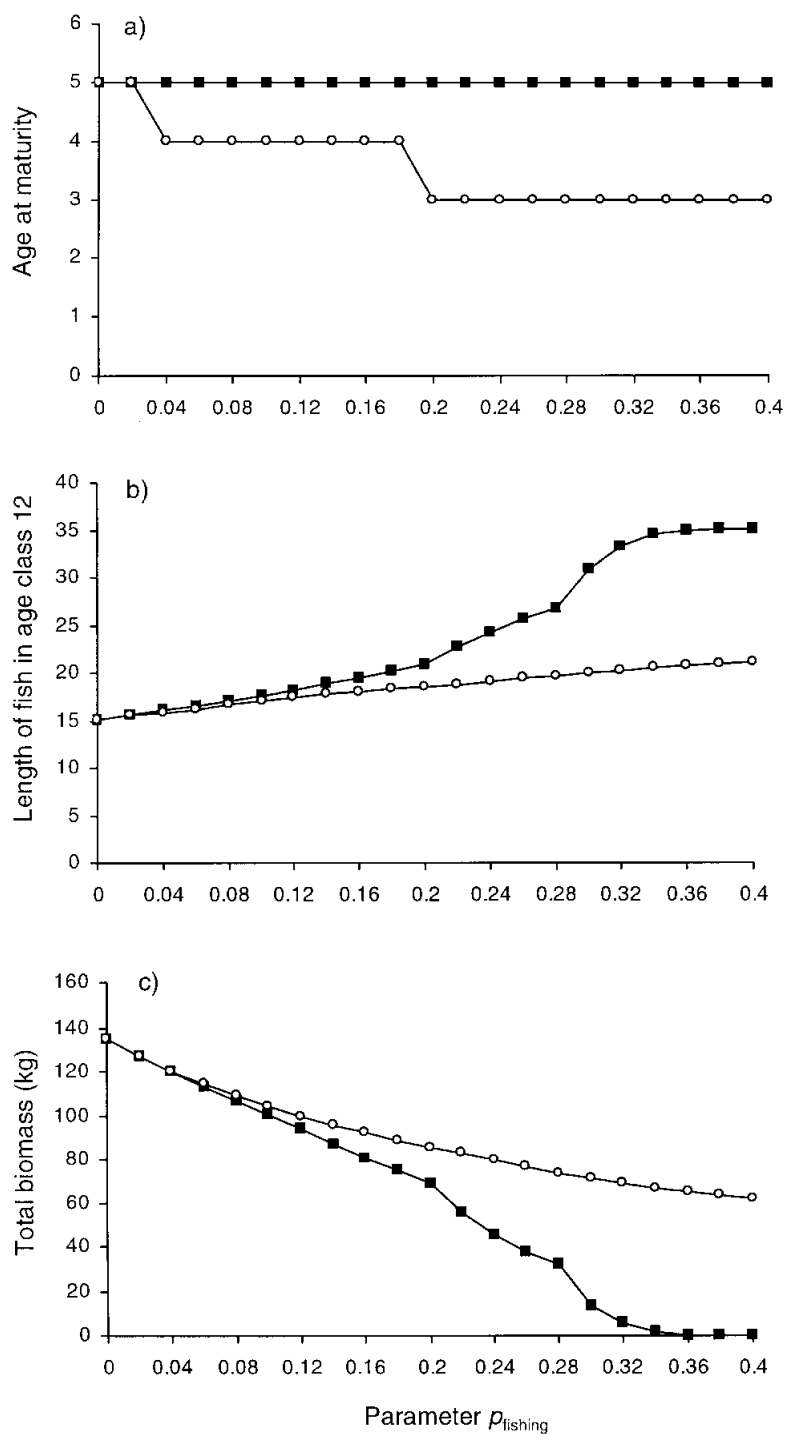 a)
Age at maturity
6
5
4
3
2
1
0
0 0.04 0.08 0.12 0.16 0.2 0.24 0.28 0.32 0.36 0.4
b)
Length of fish in age class 12
40
35
30
25
20
15
10
5
0
0 0.04 0.08 0.12 0.16 0.2 0.24 0.28 0.32 0.36 0.4
c)
Total biomass (kg)
160
140
120
100
80
60
40
20
0
0 0.04 0.08 0.12 0.16 0.2 0.24 0.28 0.32 0.36 0.4
Parameter p_fishing